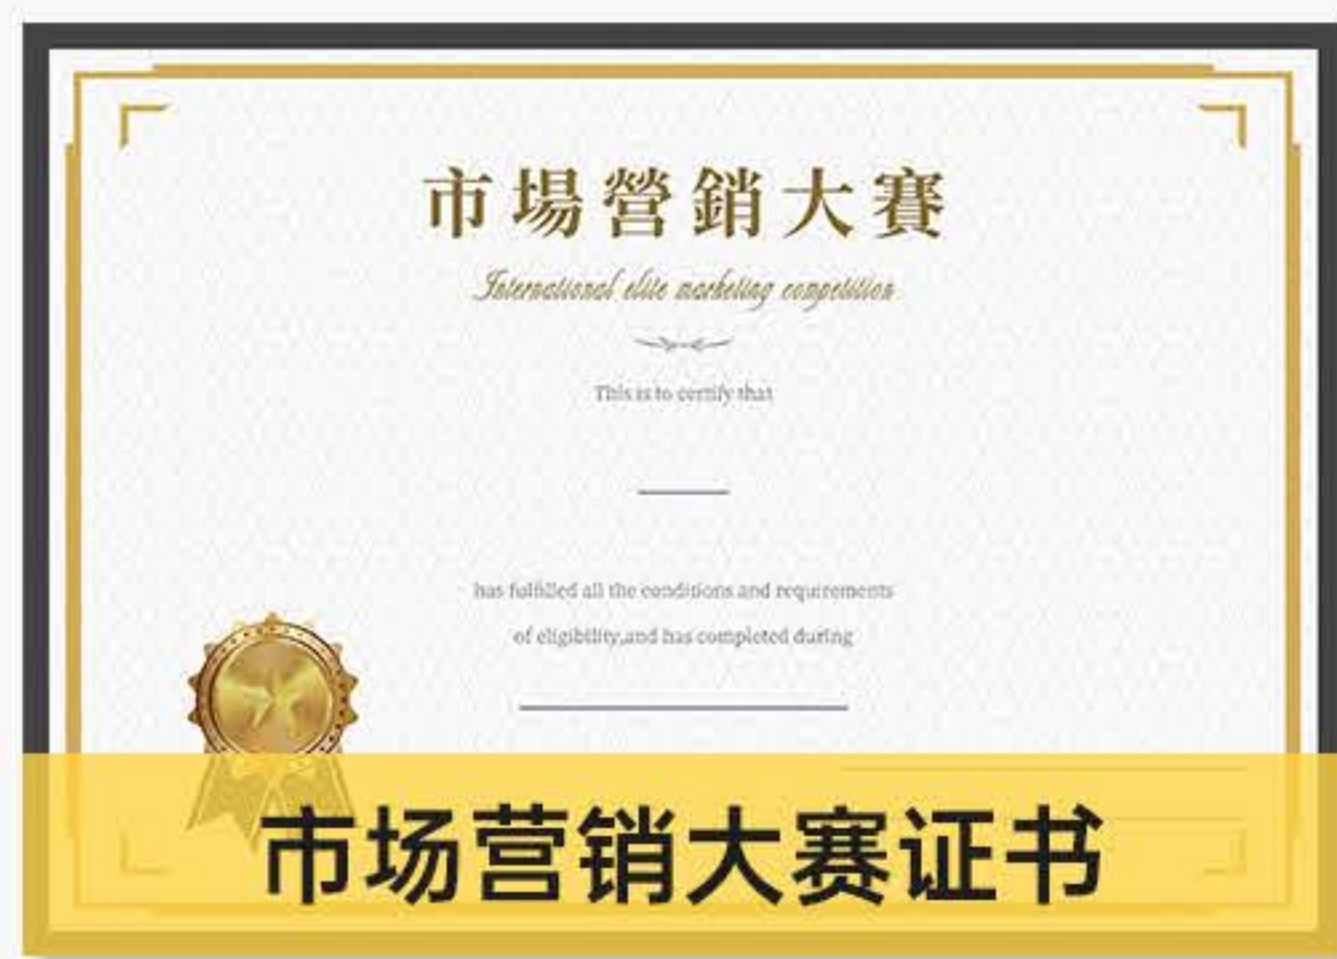 市場營銷大賽
International elite marketing competition
This is to certify that
has fulfilled all the conditions and requirements
of eligibility,and has completed during
市场营销大赛证书